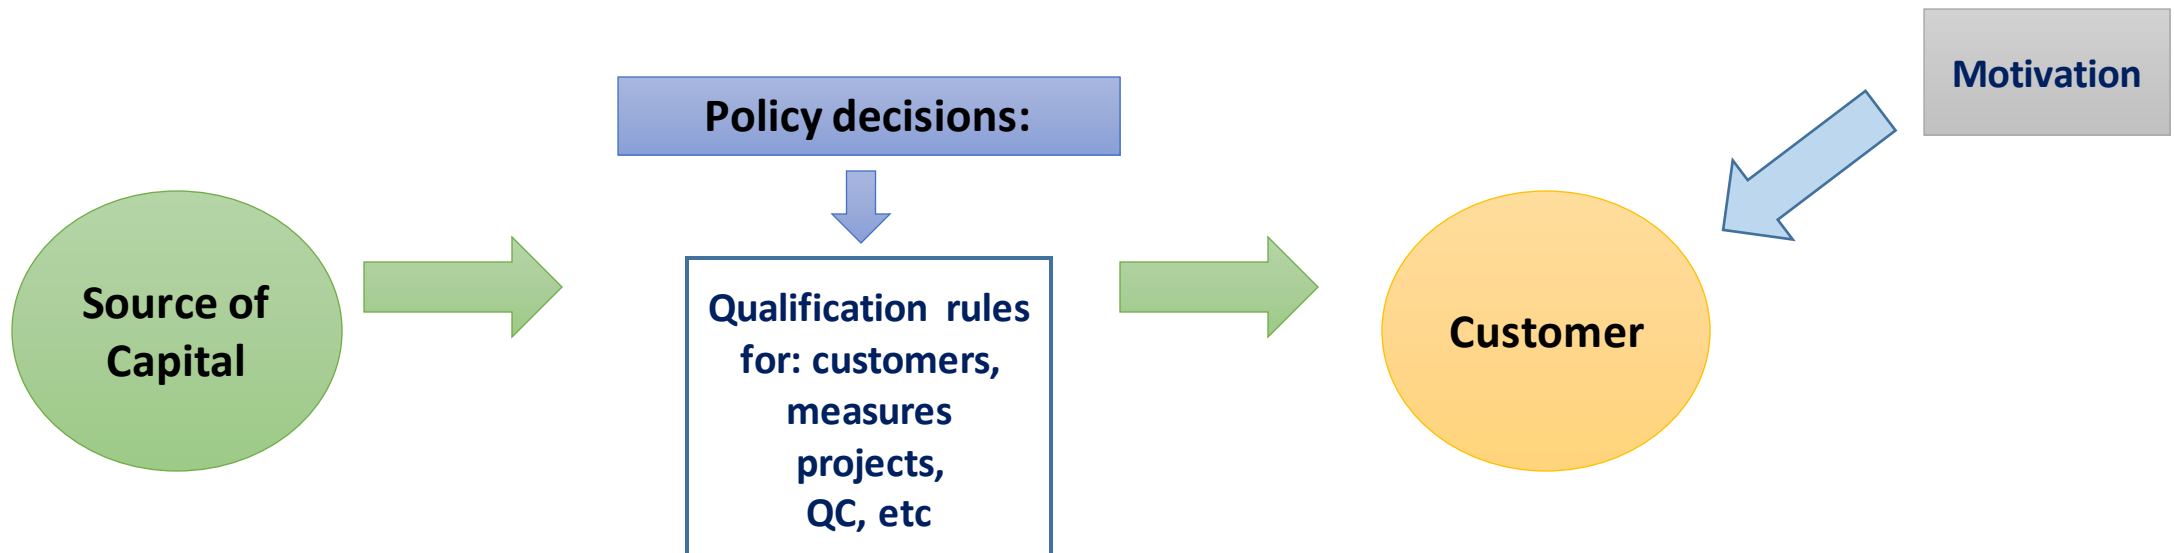 Motivation
Policy decisions:
Source of
Capital
Qualification rules
for: customers,
measures
projects,
QC, etc
Customer